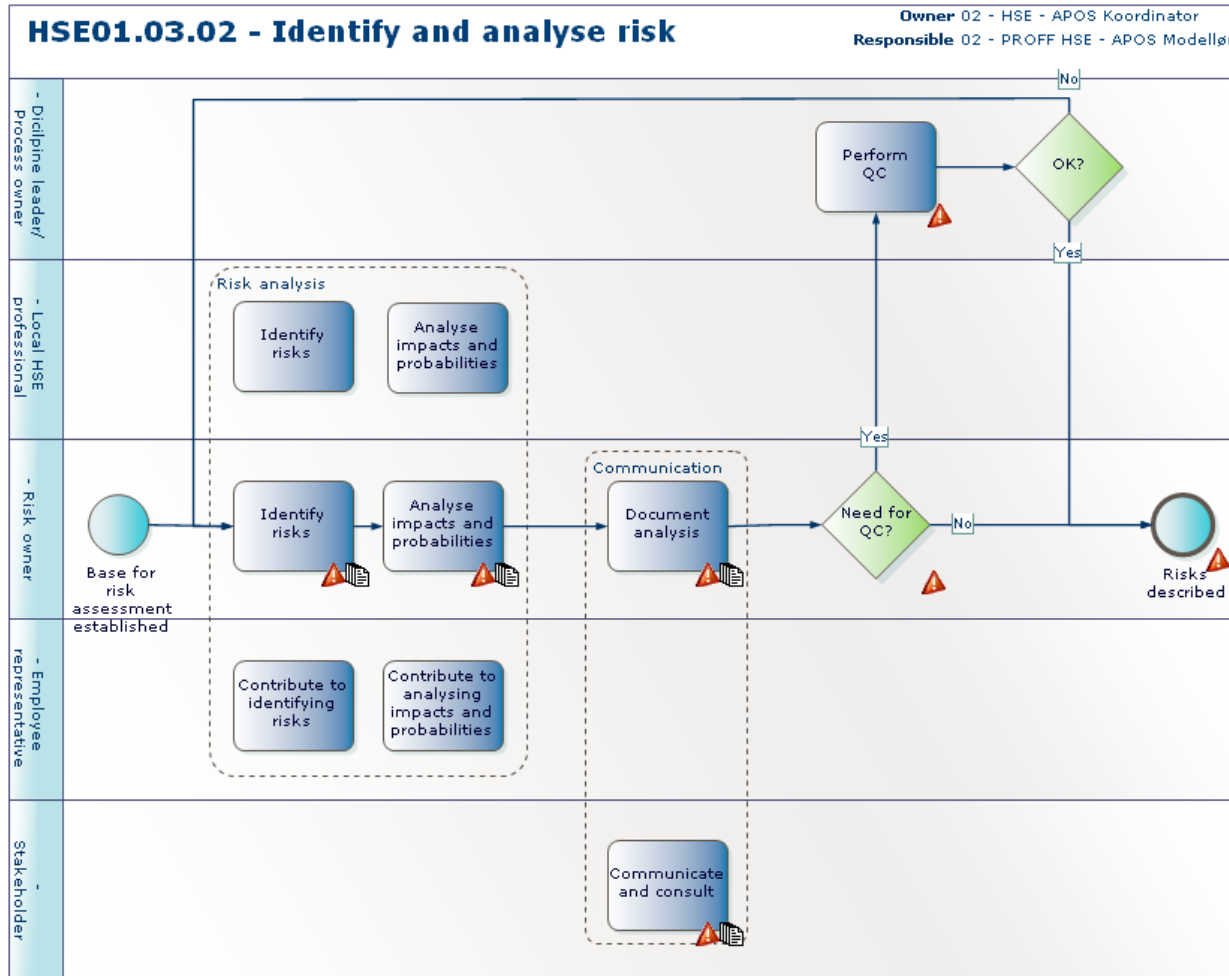 HSE01.03.02 - Identify and analyse risk
Owner 02 - HSE - APOS Koordinator
Responsible 02 - PROFF HSE - APOS Modellør
- Dicilpine leader/
Process owner
No
Perform
QC
OK?
Yes
- Local HSE
professional
Risk analysis
Identify
risks
Analyse
impacts and
probabilities
- Risk owner
Base for
risk
assessment
established
Identify
risks
Analyse
impacts and
probabilities
Communication
Document
analysis
Yes
Need for
QC?
No
Risks
described
- Employee
representative
Contribute to
identifying
risks
Contribute to
analysing
impacts and
probabilities
-
Stakeholder
Communicate
and consult